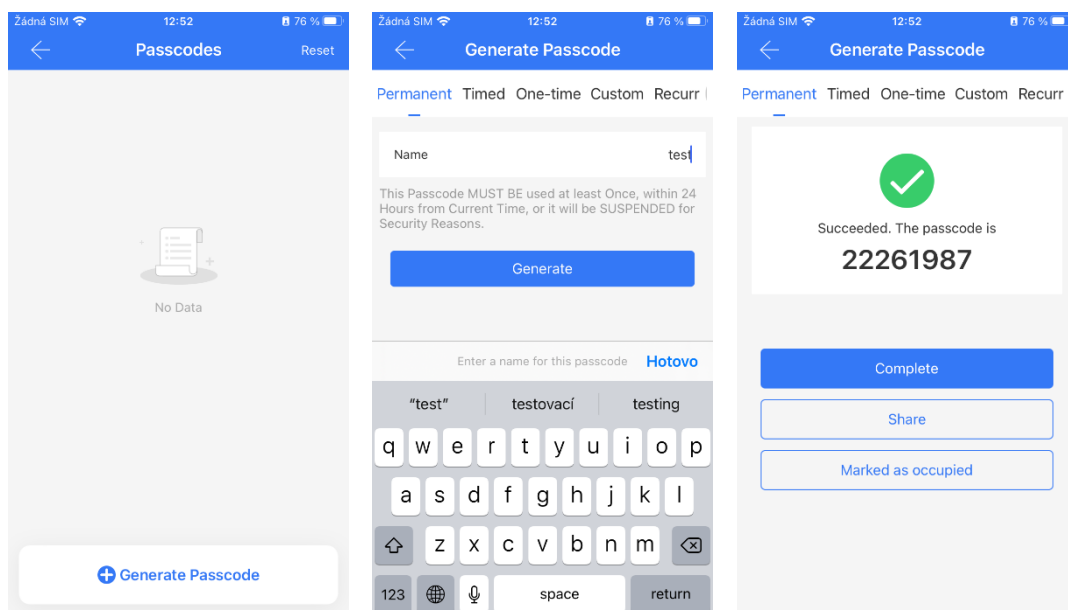 Žádná SIM 12:52 76 %
Passcodes Reset
No Data
Generate Passcode
Žádná SIM 12:52 76 %
Generate Passcode
Permanent Timed One-time Custom Recurr
Name test
This Passcode MUST BE used at least Once, within 24
Hours from Current Time, or it will be SUSPENDED for
Security Reasons.
Generate
Enter a name for this passcode Hotovo
"test" testovací testing
q w e r t y u i o p
a s d f g h j k l
z x c v b n m
123 space return
Žádná SIM 12:52 76 %
Generate Passcode
Permanent Timed One-time Custom Recurr
Succeeded. The passcode is
22261987
Complete
Share
Marked as occupied